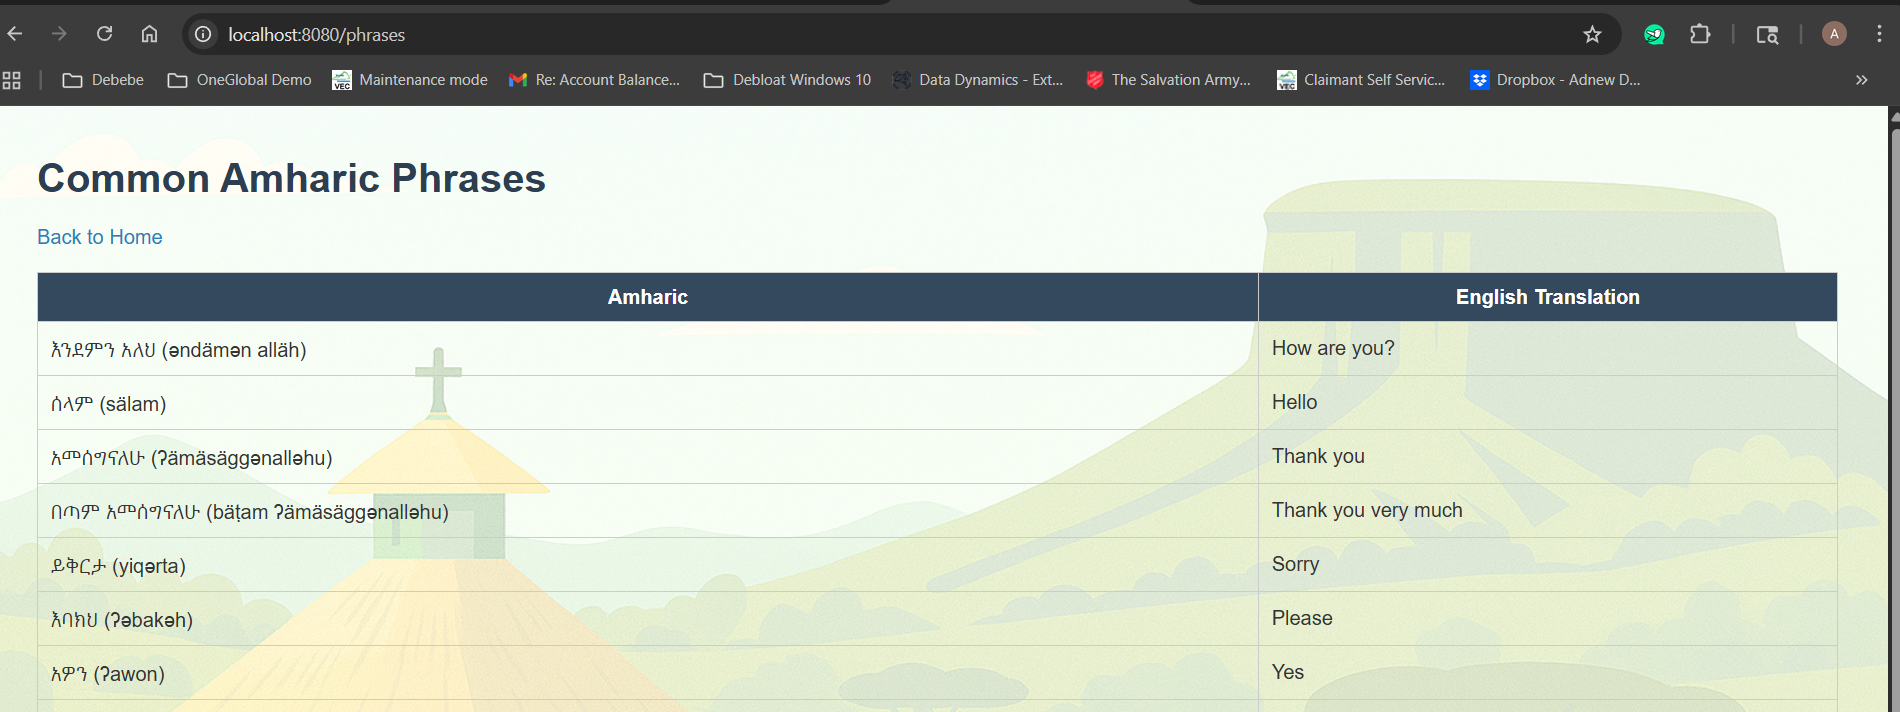 localhost:8080/phrases
A
Debebe
OneGlobal Demo
VEC
Maintenance mode
Re: Account Balance...
Debloat Windows 10
Data Dynamics - Ext...
The Salvation Army...
VEC
Claimant Self Servic...
Dropbox - Adnew D...
Common Amharic Phrases
Back to Home
Amharic English Translation
እንደምን አለህ (əndämən alläh) How are you?
ሰላም (sälam) Hello
አመሰግናለሁ (ʔämäsäggənalləhu) Thank you
በጣም አመሰግናለሁ (bäṭam ʔämäsäggənalləhu) Thank you very much
ይቅርታ (yiqərta) Sorry
እባክህ (ʔəbakəh) Please
አዎን (ʔawon) Yes